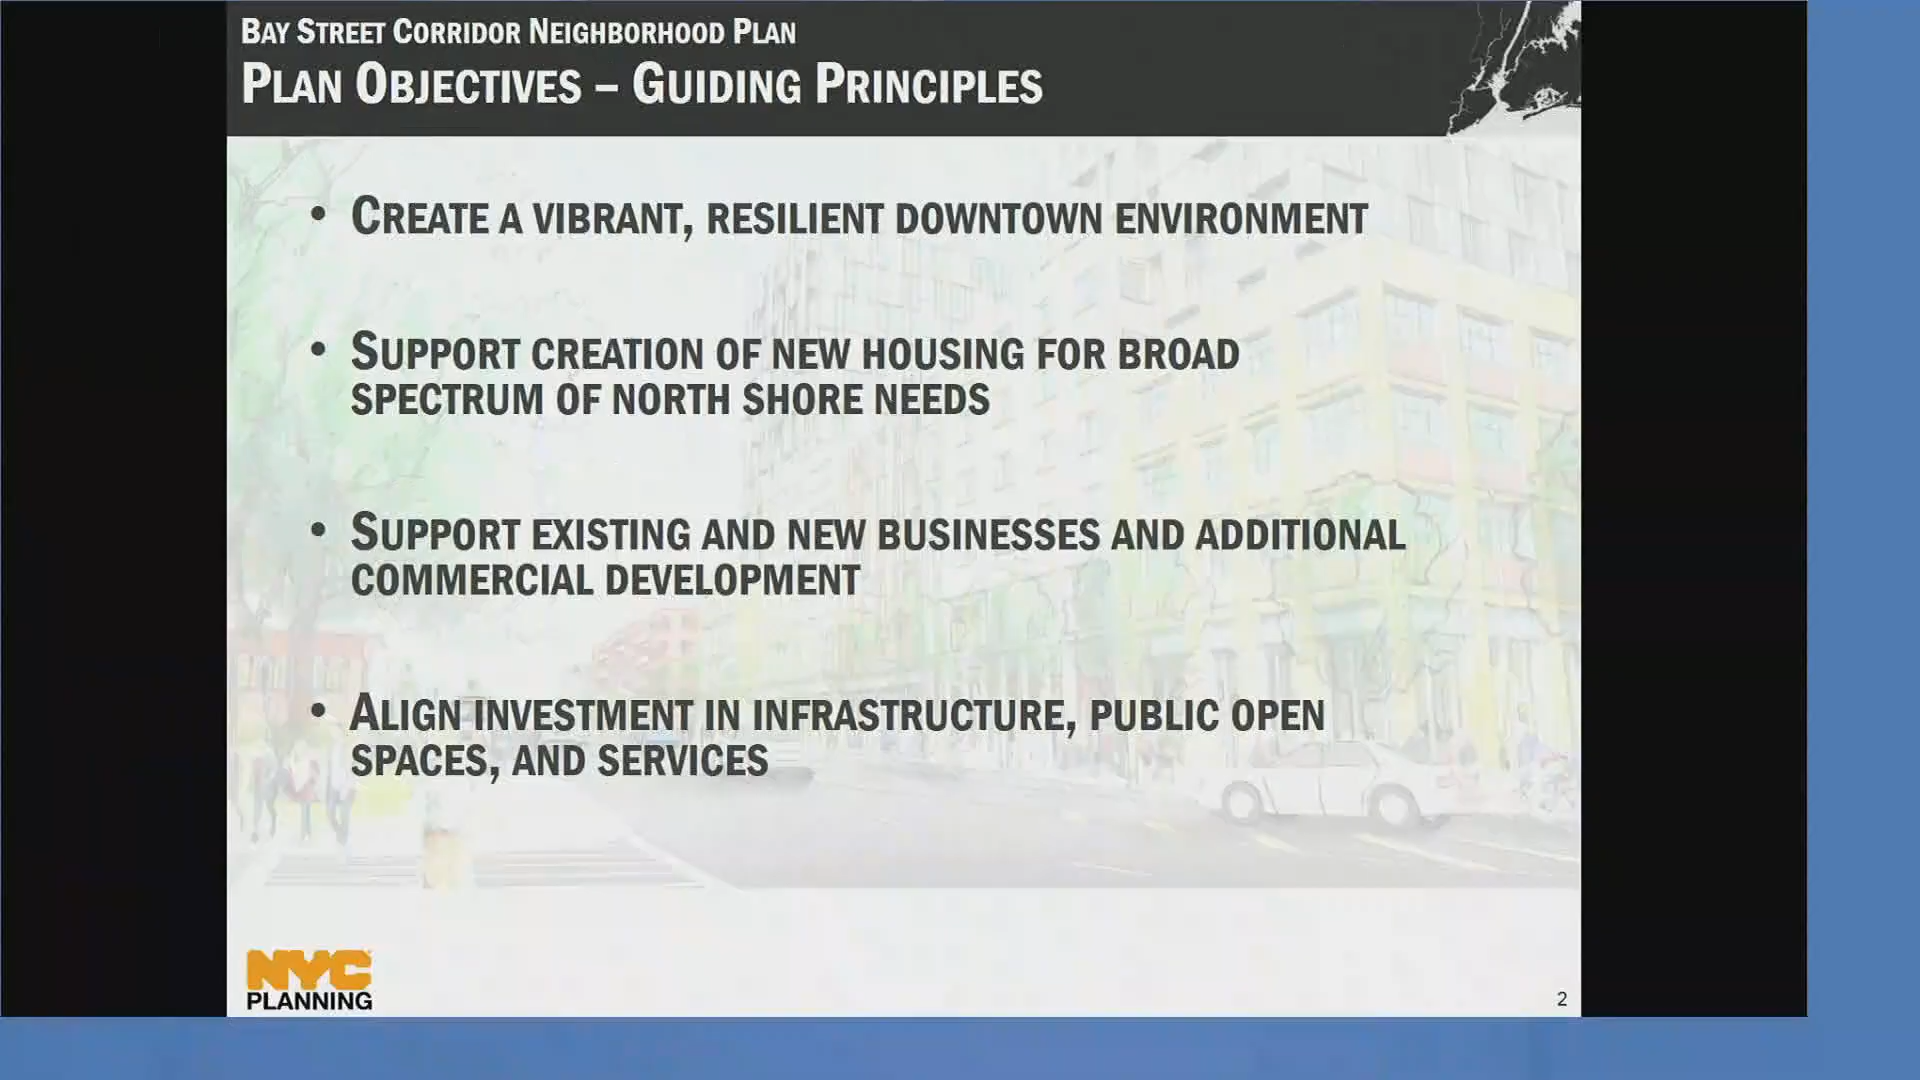 BAY STREET CORRIDOR NEIGHBORHOOD PLAN
PLAN OBJECTIVES – GUIDING PRINCIPLES
• CREATE A VIBRANT, RESILIENT DOWNTOWN ENVIRONMENT
• SUPPORT CREATION OF NEW HOUSING FOR BROAD
SPECTRUM OF NORTH SHORE NEEDS
• SUPPORT EXISTING AND NEW BUSINESSES AND ADDITIONAL
COMMERCIAL DEVELOPMENT
• ALIGN INVESTMENT IN INFRASTRUCTURE, PUBLIC OPEN
SPACES, AND SERVICES
NYC
PLANNING
2